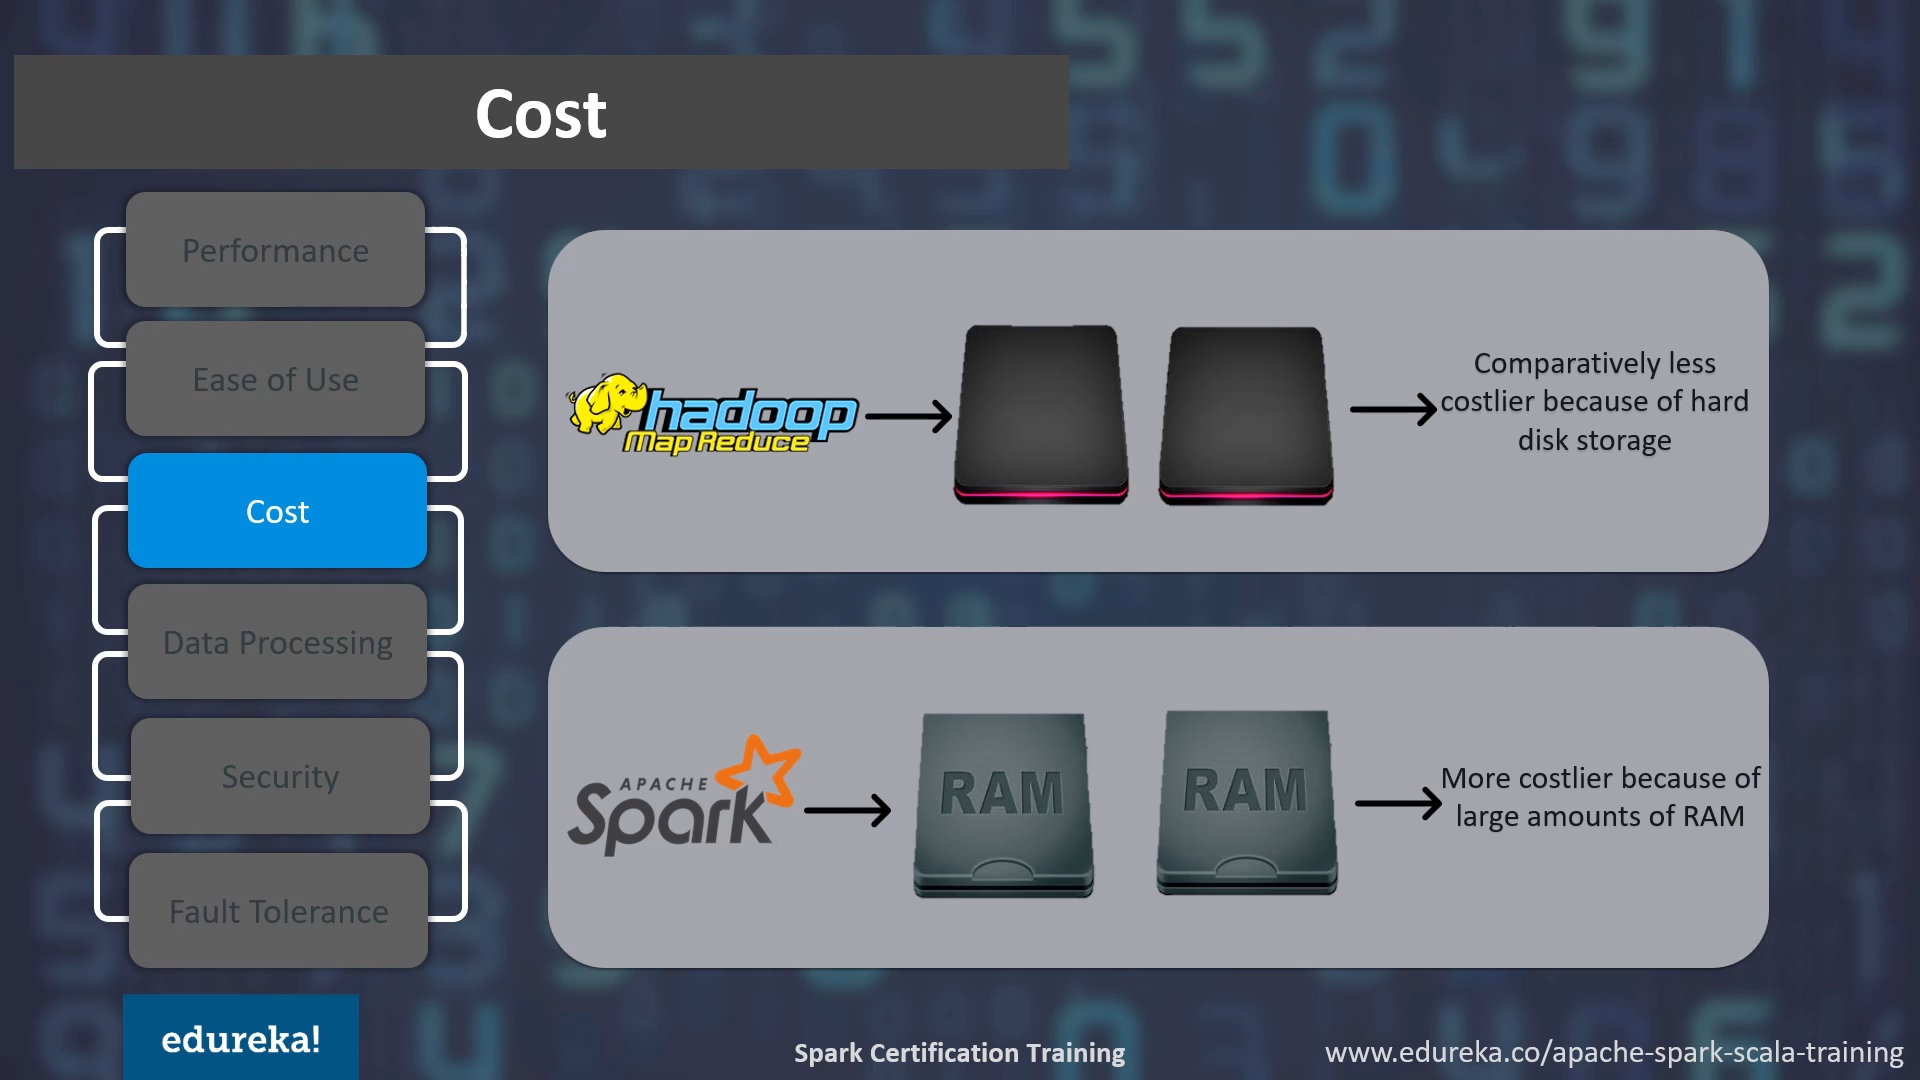 Cost
Performance
Ease of Use
Cost
Data Processing
Security
Fault Tolerance
hadoop
Map Reduce
Comparatively less
costlier because of hard
disk storage
APACHE
Spark
RAM
RAM
More costlier because of
large amounts of RAM
edureka!
Spark Certification Training
www.edureka.co/apache-spark-scala-training